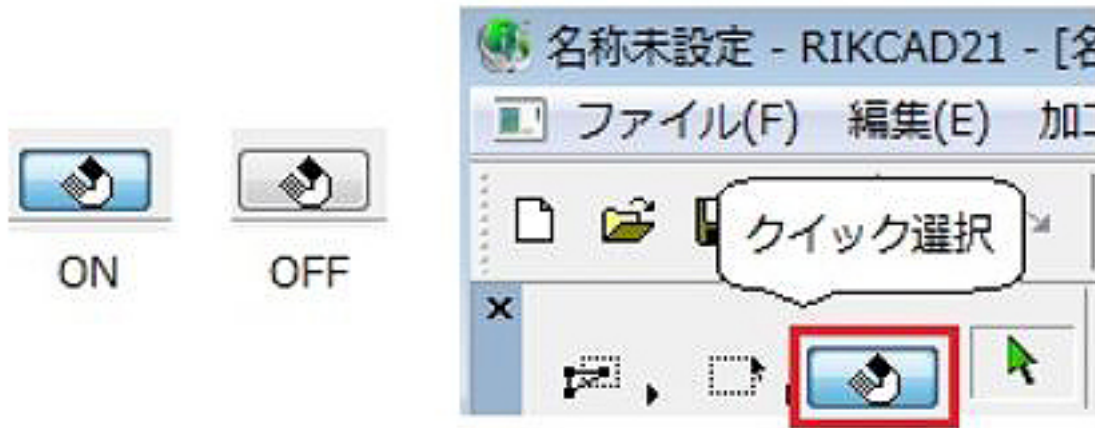 名称未設定 - RIKCAD21 - [名
ファイル(F) 編集(E) 加工
クイック選択
ON OFF